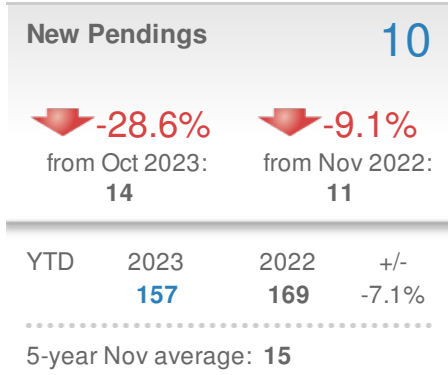 New Pendings 10
-28.6% -9.1%
from Oct 2023: from Nov 2022:
14 11
YTD 2023 2022 +/-
157 169 -7.1%
5-year Nov average: 15